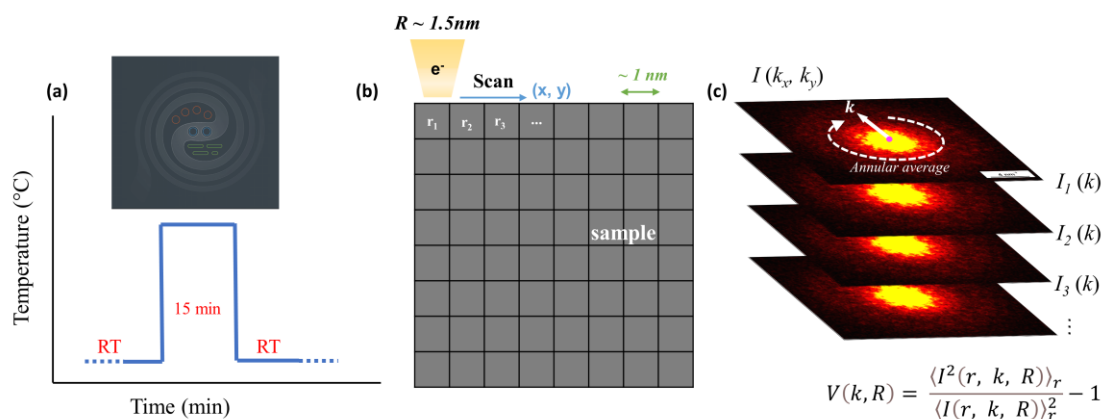 (a)
Temperature (°C)
15 min
RT
RT
Time (min)
R ~ 1.5nm
e-
Scan
(x, y)
~ 1 nm
(b)
r1 r2 r3 ...
sample
(c)
I (kx, ky)
k
Annular average
I1 (k)
I2 (k)
I3 (k)
⋮
V(k, R) = ⟨I²(r, k, R)⟩r / ⟨I(r, k, R)⟩²r − 1